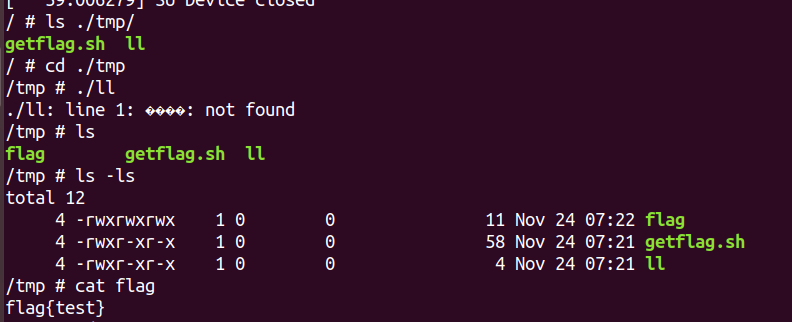 [   39.006279] SU Device Closed
/ # ls ./tmp/
getflag.sh  ll
/ # cd ./tmp
/tmp # ./ll
./ll: line 1: ����: not found
/tmp # ls
flag        getflag.sh  ll
/tmp # ls -ls
total 12
     4 -rwxrwxrwx    1 0        0               11 Nov 24 07:22 flag
     4 -rwxr-xr-x    1 0        0               58 Nov 24 07:21 getflag.sh
     4 -rwxr-xr-x    1 0        0                4 Nov 24 07:21 ll
/tmp # cat flag
flag{test}